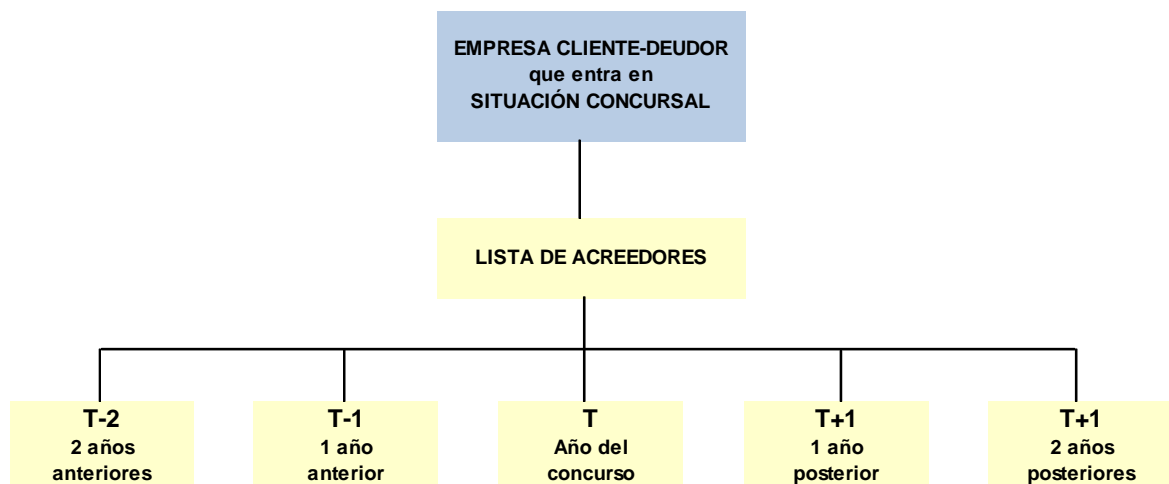 EMPRESA CLIENTE-DEUDOR
que entra en
SITUACIÓN CONCURSAL
LISTA DE ACREEDORES
T-2
2 años
anteriores
T-1
1 año
anterior
T
Año del
concurso
T+1
1 año
posterior
T+1
2 años
posteriores